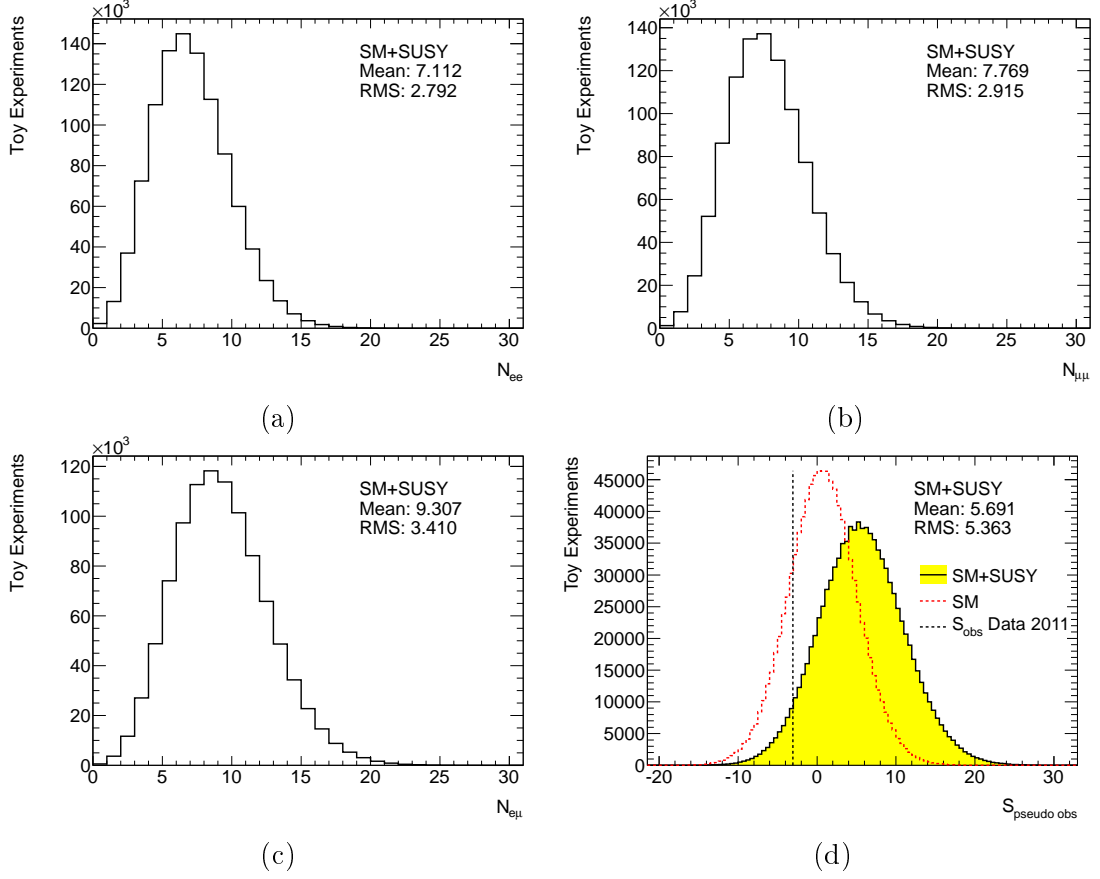 ×10³
Toy Experiments
140
120
100
80
60
40
20
0
0 5 10 15 20 25 30
SM+SUSY
Mean: 7.112
RMS: 2.792
N_ee
(a)
×10³
Toy Experiments
140
120
100
80
60
40
20
0
0 5 10 15 20 25 30
SM+SUSY
Mean: 7.769
RMS: 2.915
N_μμ
(b)
×10³
Toy Experiments
120
100
80
60
40
20
0
0 5 10 15 20 25 30
SM+SUSY
Mean: 9.307
RMS: 3.410
N_eμ
(c)
Toy Experiments
45000
40000
35000
30000
25000
20000
15000
10000
5000
0
-20 -10 0 10 20 30
SM+SUSY
Mean: 5.691
RMS: 5.363
SM+SUSY
SM
S_obs Data 2011
S_pseudo obs
(d)